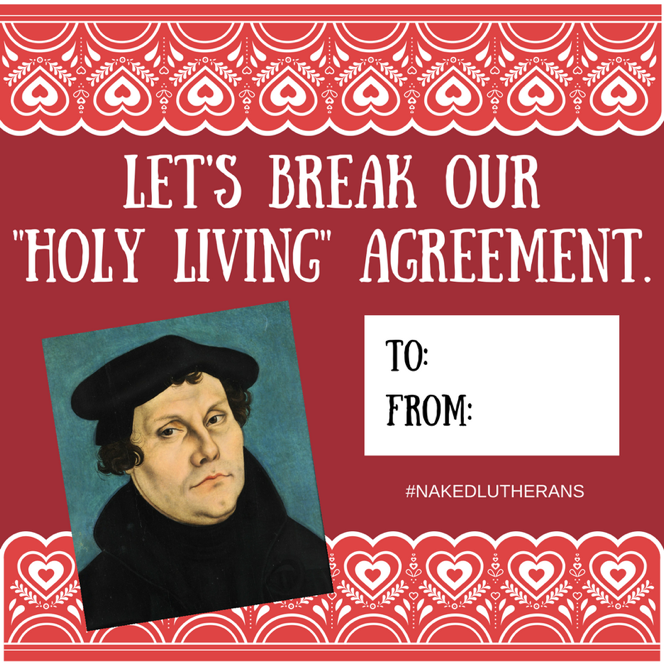 LET'S BREAK OUR
"HOLY LIVING" AGREEMENT.
TO:
FROM:
#NAKEDLUTHERANS